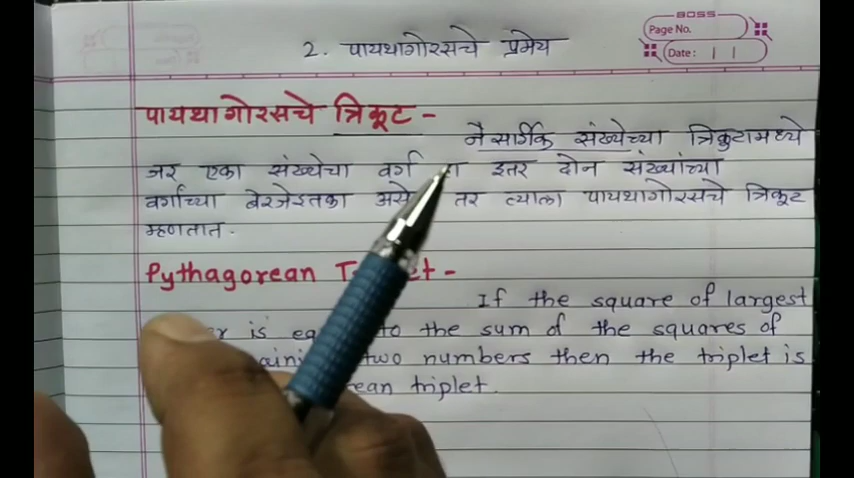 BOSS
Page No.
Date: | |
2. पायथागोरसचे प्रमेय
पायथागोरसचे त्रिकूट -
नैसर्गिक संख्येच्या त्रिकुटामध्ये
जर एका संख्येचा वर्ग इतर दोन संख्यांच्या
वर्गाच्या बेरजेइतका तर त्याला पायथागोरसचे त्रिकूट
म्हणतात.
Pythagorean
If the square of largest
is to the sum of the squares of
two numbers then the triplet is
triplet.